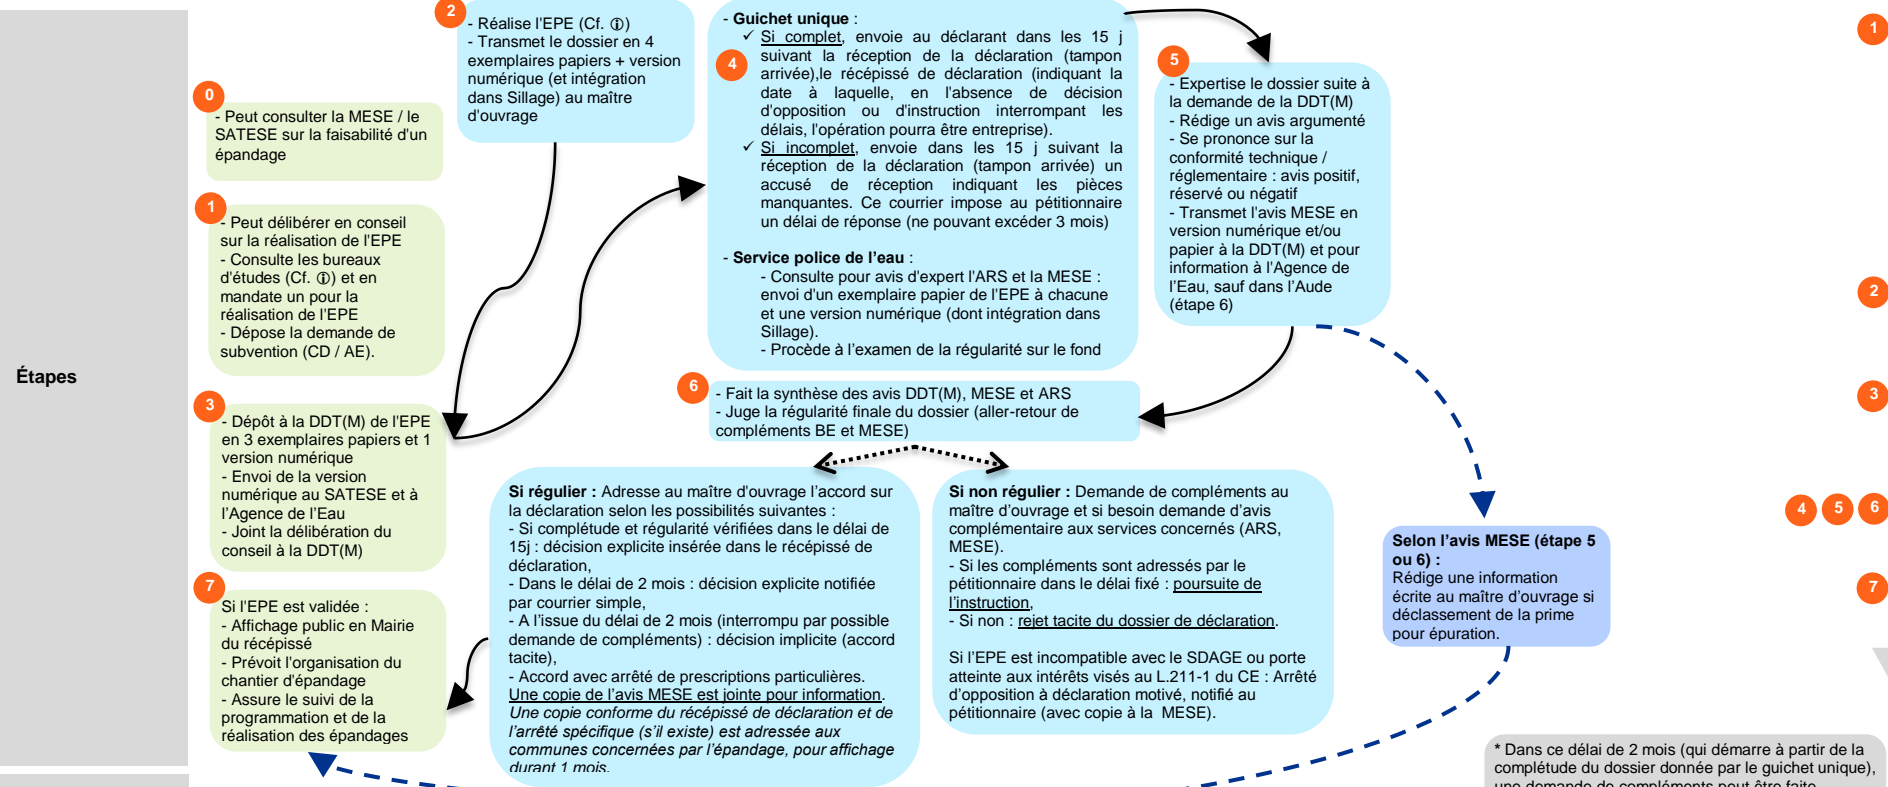 Étapes
0
- Peut consulter la MESE / le
SATESE sur la faisabilité d'un
épandage
1
- Peut délibérer en conseil
sur la réalisation de l'EPE
- Consulte les bureaux
d'études (Cf. ⓘ) et en
mandate un pour la
réalisation de l'EPE
- Dépose la demande de
subvention (CD / AE).
2
- Réalise l'EPE (Cf. ⓘ)
- Transmet le dossier en 4
exemplaires papiers + version
numérique (et intégration
dans Sillage) au maître
d'ouvrage
3
- Dépôt à la DDT(M) de l'EPE
en 3 exemplaires papiers et 1
version numérique
- Envoi de la version
numérique au SATESE et à
l'Agence de l'Eau
- Joint la délibération du
conseil à la DDT(M)
4
- Guichet unique :
✓ Si complet, envoie au déclarant dans les 15 j
suivant la réception de la déclaration (tampon
arrivée),le récépissé de déclaration (indiquant la
date à laquelle, en l'absence de décision
d'opposition ou d'instruction interrompant les
délais, l'opération pourra être entreprise).
✓ Si incomplet, envoie dans les 15 j suivant la
réception de la déclaration (tampon arrivée) un
accusé de réception indiquant les pièces
manquantes. Ce courrier impose au pétitionnaire
un délai de réponse (ne pouvant excéder 3 mois)
- Service police de l'eau :
- Consulte pour avis d'expert l'ARS et la MESE :
envoi d'un exemplaire papier de l'EPE à chacune
et une version numérique (dont intégration dans
Sillage).
- Procède à l'examen de la régularité sur le fond
5
- Expertise le dossier suite à
la demande de la DDT(M)
- Rédige un avis argumenté
- Se prononce sur la
conformité technique /
réglementaire : avis positif,
réservé ou négatif
- Transmet l'avis MESE en
version numérique et/ou
papier à la DDT(M) et pour
information à l'Agence de
l'Eau, sauf dans l'Aude
(étape 6)
6
- Fait la synthèse des avis DDT(M), MESE et ARS
- Juge la régularité finale du dossier (aller-retour de
compléments BE et MESE)
Si régulier : Adresse au maître d'ouvrage l'accord sur
la déclaration selon les possibilités suivantes :
- Si complétude et régularité vérifiées dans le délai de
15j : décision explicite insérée dans le récépissé de
déclaration,
- Dans le délai de 2 mois : décision explicite notifiée
par courrier simple,
- A l'issue du délai de 2 mois (interrompu par possible
demande de compléments) : décision implicite (accord
tacite),
- Accord avec arrêté de prescriptions particulières.
Une copie de l'avis MESE est jointe pour information.
Une copie conforme du récépissé de déclaration et de
l'arrêté spécifique (s'il existe) est adressée aux
communes concernées par l'épandage, pour affichage
durant 1 mois.
Si non régulier : Demande de compléments au
maître d'ouvrage et si besoin demande d'avis
complémentaire aux services concernés (ARS,
MESE).
- Si les compléments sont adressés par le
pétitionnaire dans le délai fixé : poursuite de
l'instruction,
- Si non : rejet tacite du dossier de déclaration.
Si l'EPE est incompatible avec le SDAGE ou porte
atteinte aux intérêts visés au L.211-1 du CE : Arrêté
d'opposition à déclaration motivé, notifié au
pétitionnaire (avec copie à la MESE).
Selon l'avis MESE (étape 5
ou 6) :
Rédige une information
écrite au maître d'ouvrage si
déclassement de la prime
pour épuration.
7
Si l'EPE est validée :
- Affichage public en Mairie
du récépissé
- Prévoit l'organisation du
chantier d'épandage
- Assure le suivi de la
programmation et de la
réalisation des épandages
1
2
3
4 5 6
7
* Dans ce délai de 2 mois (qui démarre à partir de la
complétude du dossier donnée par le guichet unique),
une demande de compléments peut être faite